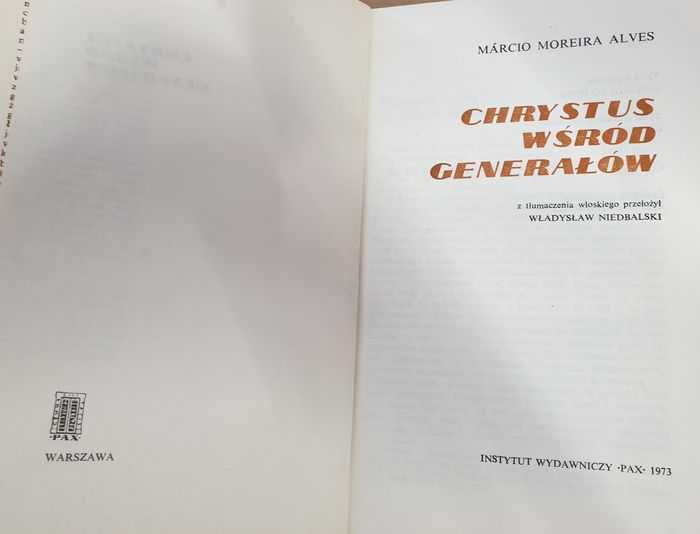 ·PAX·
WARSZAWA
MÁRCIO MOREIRA ALVES
CHRYSTUS
WŚRÓD
GENERAŁÓW
z tłumaczenia włoskiego przełożył
WŁADYSŁAW NIEDBALSKI
INSTYTUT WYDAWNICZY ·PAX· 1973